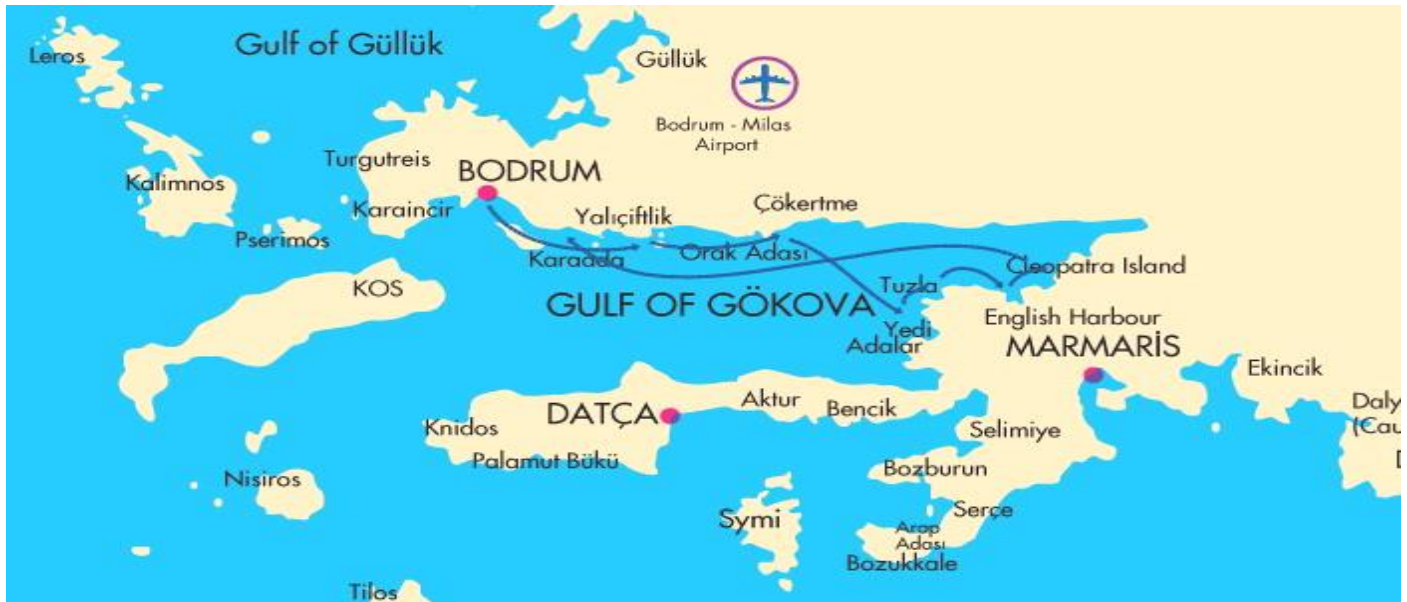 Gulf of Güllük
Leros
Güllük
Bodrum - Milas
Airport
Turgutreis
BODRUM
Kalimnos
Karaincir
Yalıçiftlik
Çökertme
Pserimos
Karaada
Orak Adası
Cleopatra Island
KOS
Tuzla
GULF OF GÖKOVA
English Harbour
Yedi
Adalar
MARMARİS
Ekincik
Aktur
DATÇA
Bencik
Knidos
Selimiye
Palamut Bükü
Bozburun
Nisiros
Symi
Serçe
Arap
Adası
Bozukkale
Tilos